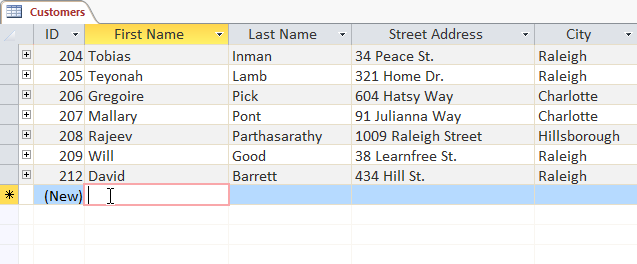 Customers
ID First Name Last Name Street Address City
204 Tobias Inman 34 Peace St. Raleigh
205 Teyonah Lamb 321 Home Dr. Raleigh
206 Gregoire Pick 604 Hatsy Way Charlotte
207 Mallary Pont 91 Julianna Way Charlotte
208 Rajeev Parthasarathy 1009 Raleigh Street Hillsborough
209 Will Good 38 Learnfree St. Raleigh
212 David Barrett 434 Hill St. Raleigh
(New)